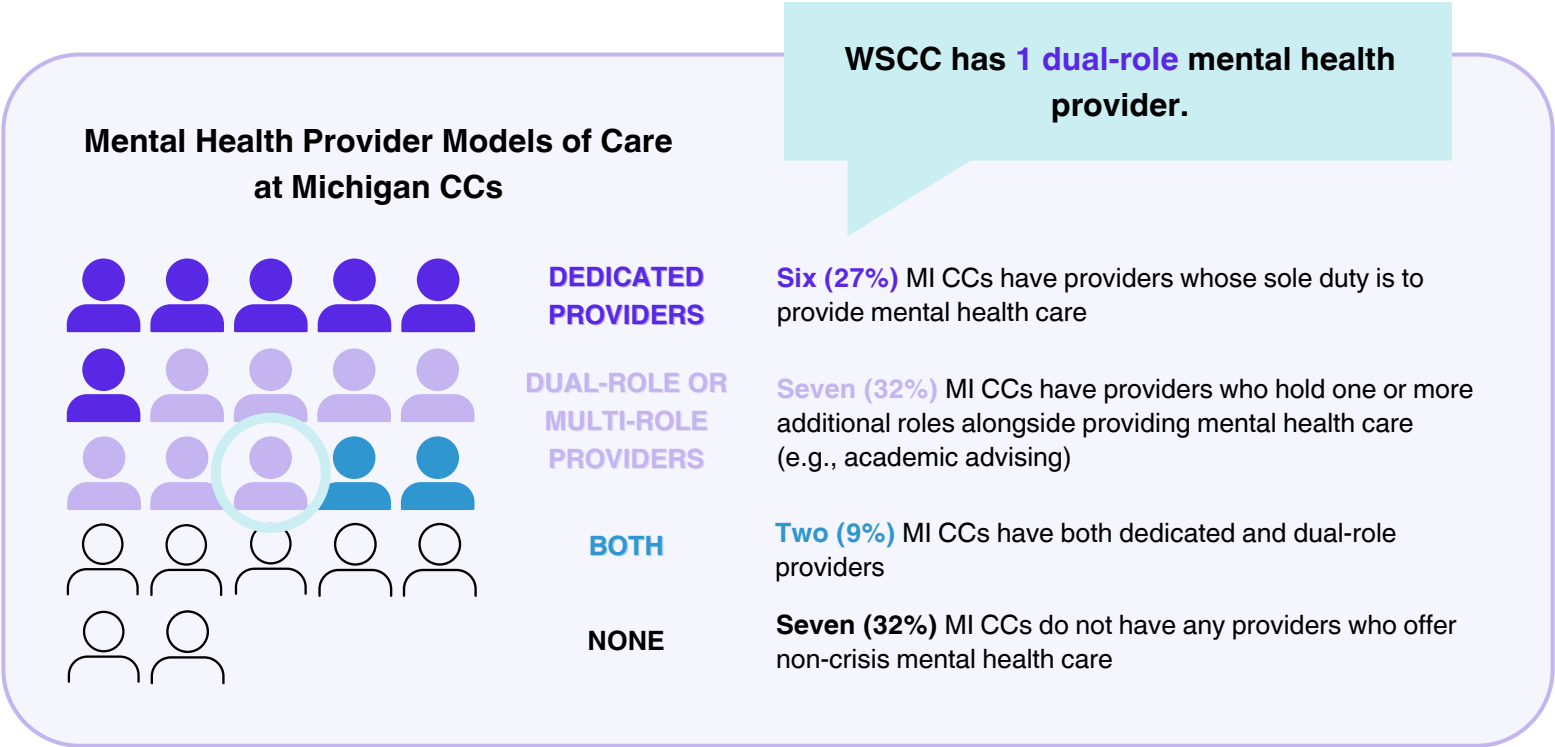 WSCC has 1 dual-role mental health
provider.
Mental Health Provider Models of Care
at Michigan CCs
DEDICATED
PROVIDERS
Six (27%) MI CCs have providers whose sole duty is to
provide mental health care
DUAL-ROLE OR
MULTI-ROLE
PROVIDERS
Seven (32%) MI CCs have providers who hold one or more
additional roles alongside providing mental health care
(e.g., academic advising)
BOTH
Two (9%) MI CCs have both dedicated and dual-role
providers
NONE
Seven (32%) MI CCs do not have any providers who offer
non-crisis mental health care